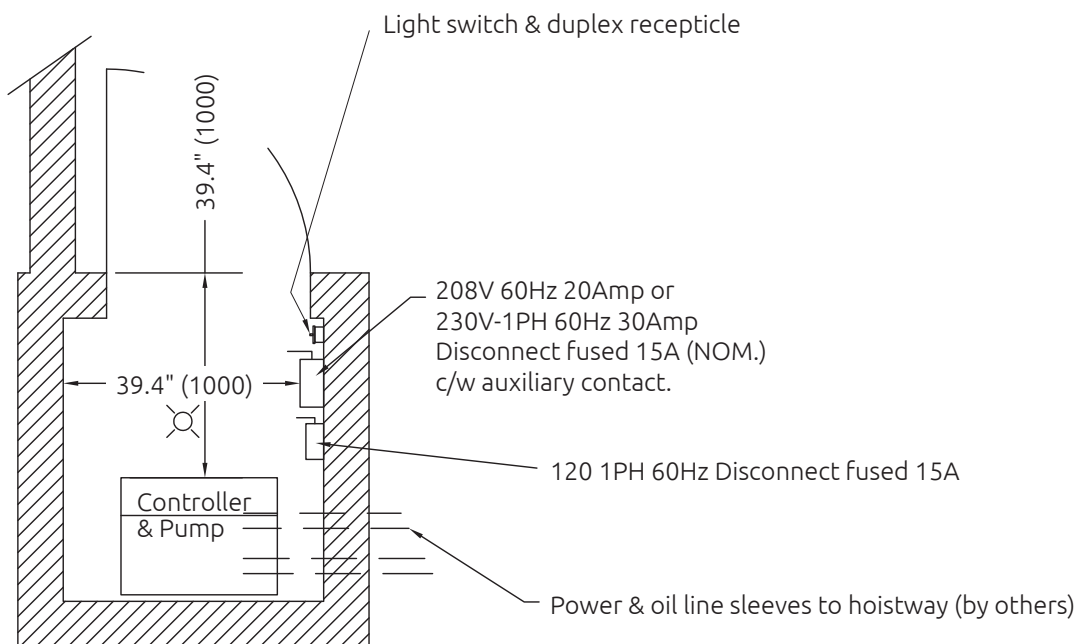 Light switch & duplex recepticle
39.4" (1000)
208V 60Hz 20Amp or
230V-1PH 60Hz 30Amp
Disconnect fused 15A (NOM.)
c/w auxiliary contact.
39.4" (1000)
120 1PH 60Hz Disconnect fused 15A
Controller
& Pump
Power & oil line sleeves to hoistway (by others)